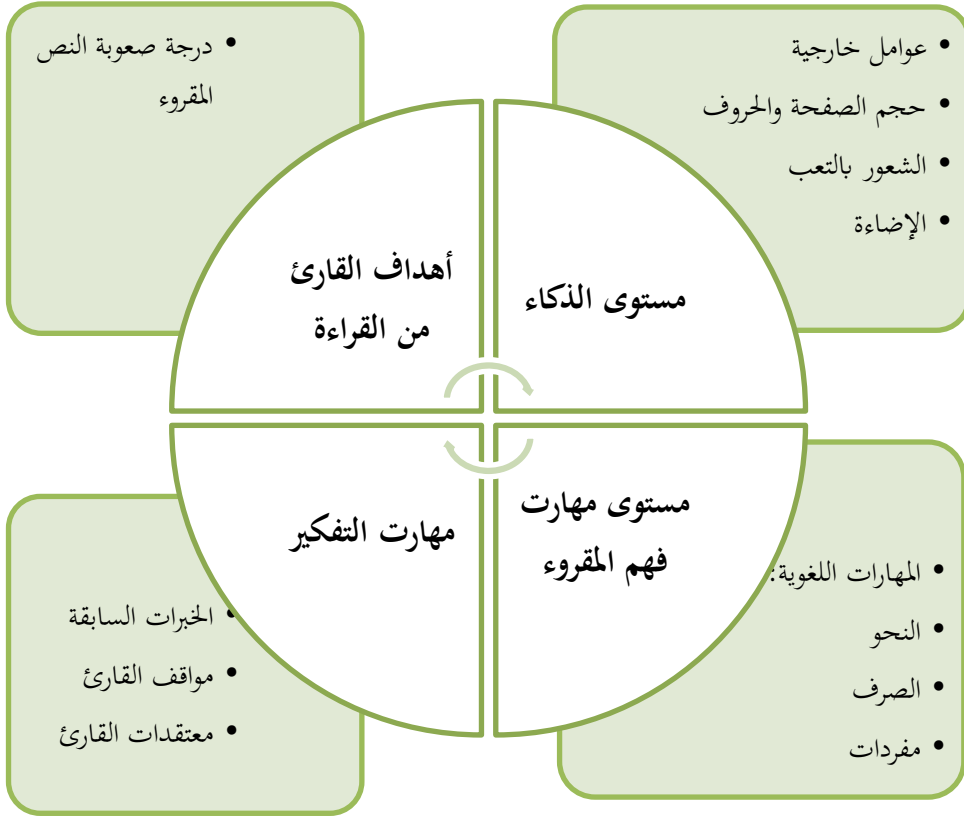 • عوامل خارجية
• حجم الصفحة والحروف
• الشعور بالتعب
• الإضاءة
• درجة صعوبة النص
المقروء
مستوى الذكاء
أهداف القارئ
من القراءة
مستوى مهارت
فهم المقروء
مهارت التفكير
• المهارات اللغوية:
• النحو
• الصرف
• مفردات
• الخبرات السابقة
• مواقف القارئ
• معتقدات القارئ